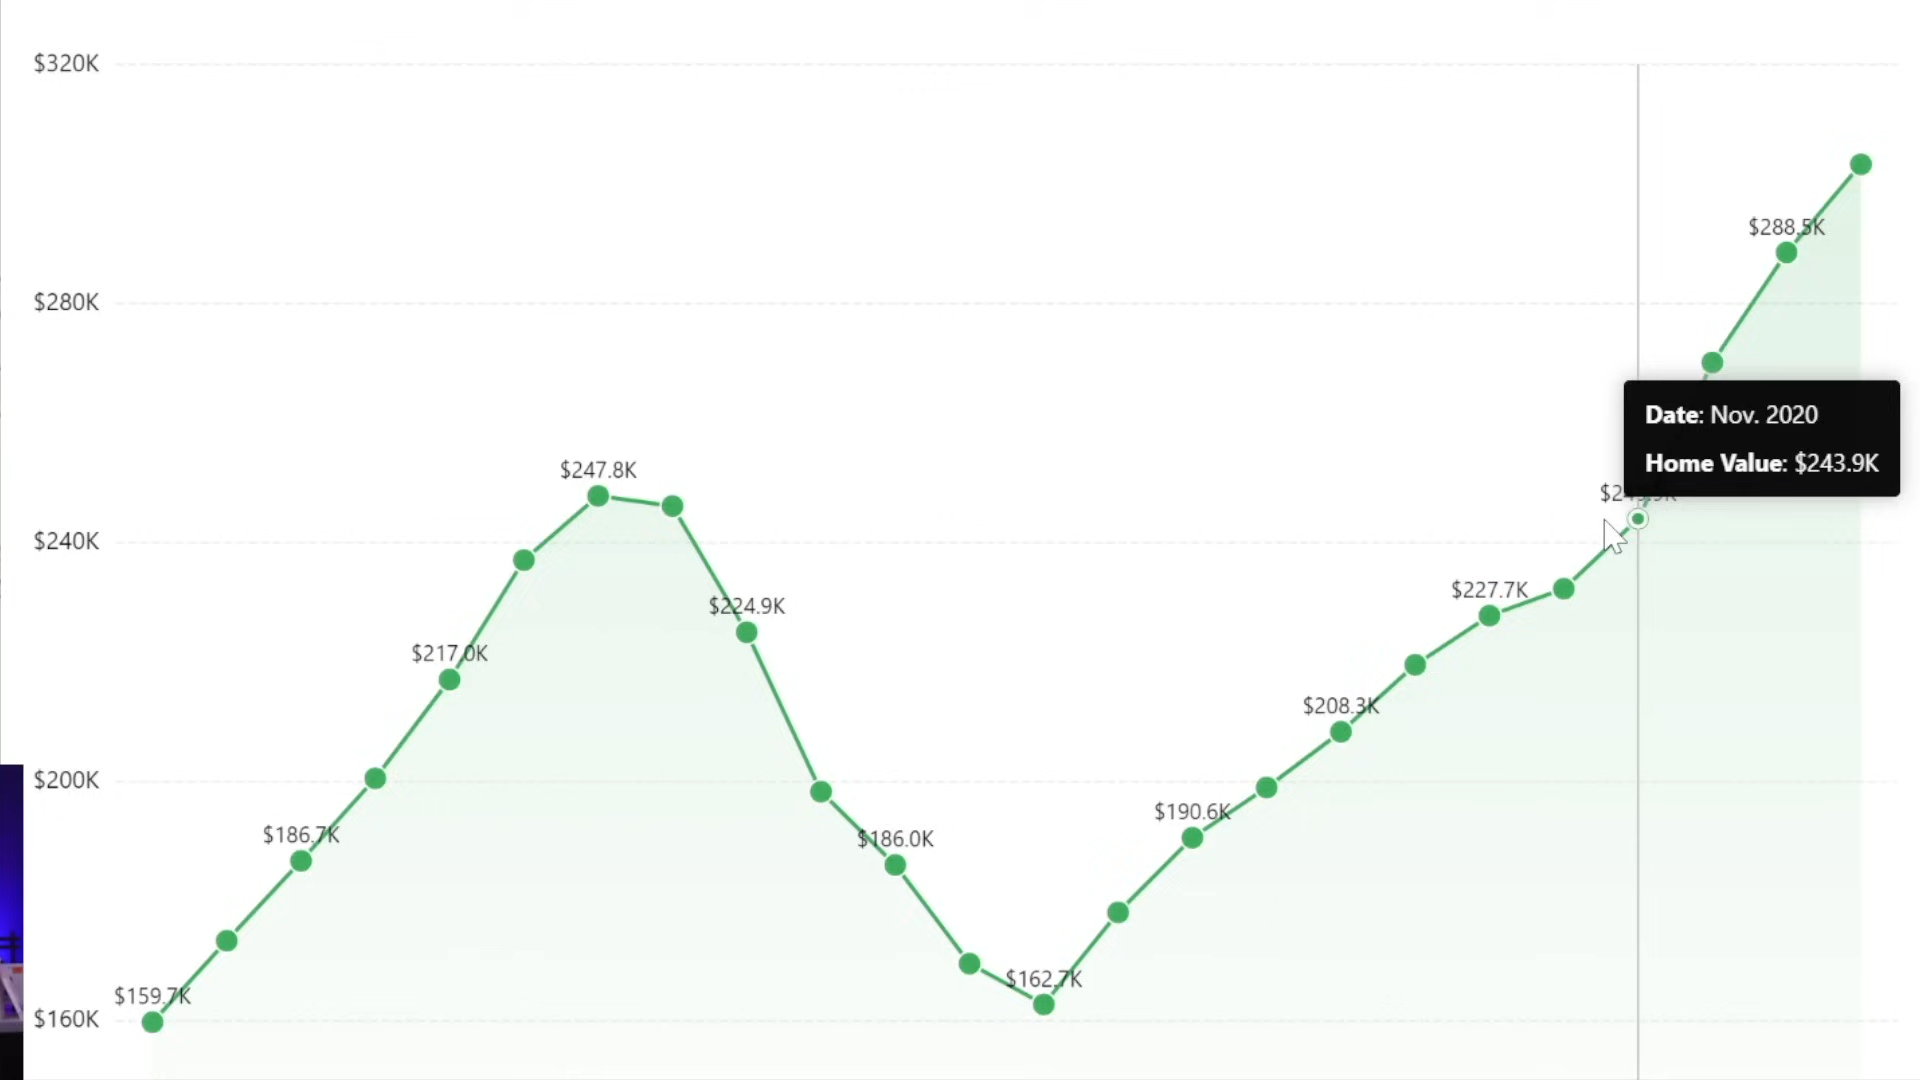 $320K
$288.5K
$280K
Date: Nov. 2020
Home Value: $243.9K
$247.8K
$240K
$227.7K
$224.9K
$217.0K
$208.3K
$200K
$190.6K
$186.7K
$186.0K
$162.7K
$159.7K
$160K